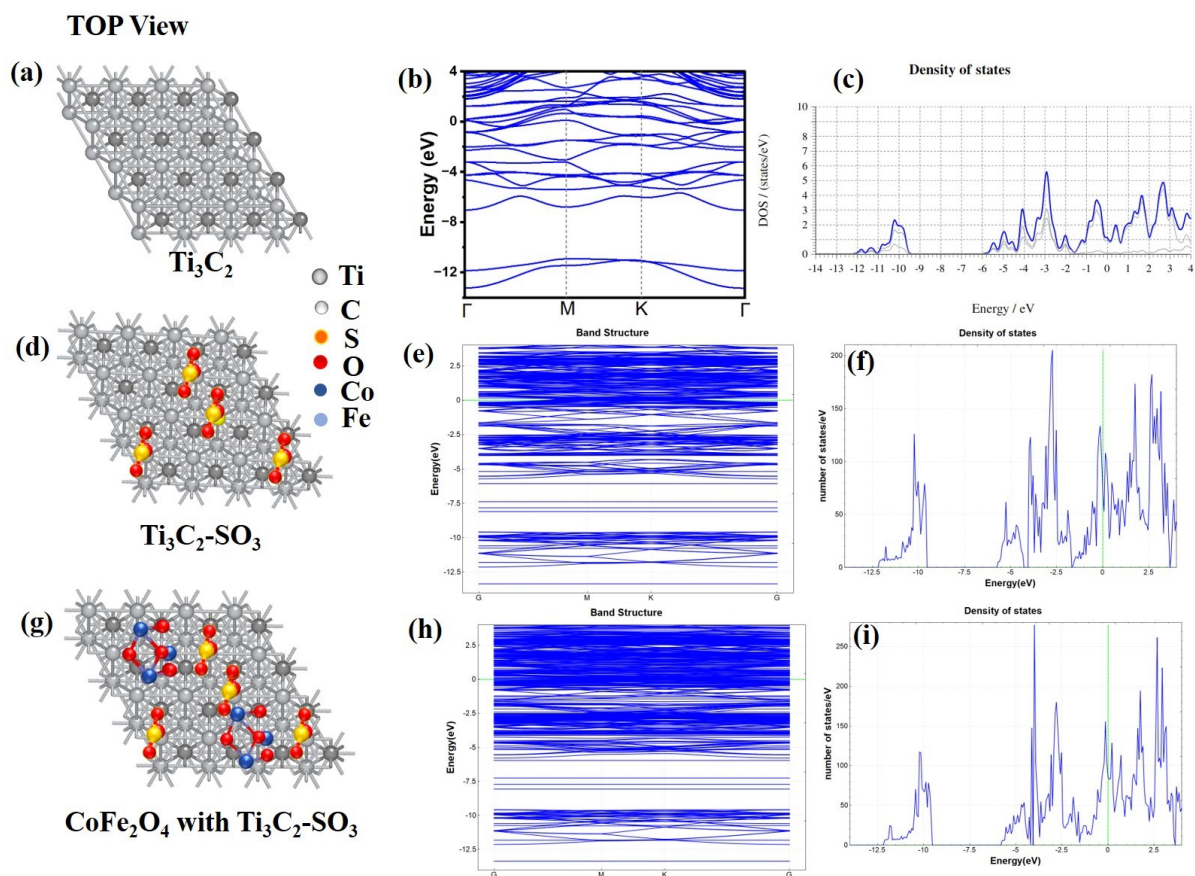 TOP View
(a)
Ti₃C₂
Ti
C
S
O
Co
Fe
(b)
Energy (eV)
4
0
−4
−8
−12
Γ M K Γ
(c)
Density of states
DOS / (states/eV)
10
9
8
7
6
5
4
3
2
1
0
-14 -13 -12 -11 -10 -9 -8 -7 -6 -5 -4 -3 -2 -1 0 1 2 3 4
Energy / eV
(d)
Ti₃C₂-SO₃
(e)
Band Structure
Energy(eV)
2.5
0
-2.5
-5
-7.5
-10
-12.5
G M K G
(f)
Density of states
number of states/eV
200
150
100
50
0
-12.5 -10 -7.5 -5 -2.5 0 2.5
Energy(eV)
(g)
CoFe₂O₄ with Ti₃C₂-SO₃
(h)
Band Structure
Energy(eV)
2.5
0
-2.5
-5
-7.5
-10
-12.5
G M K G
(i)
Density of states
number of states/eV
250
200
150
100
50
0
-12.5 -10 -7.5 -5 -2.5 0 2.5
Energy(eV)